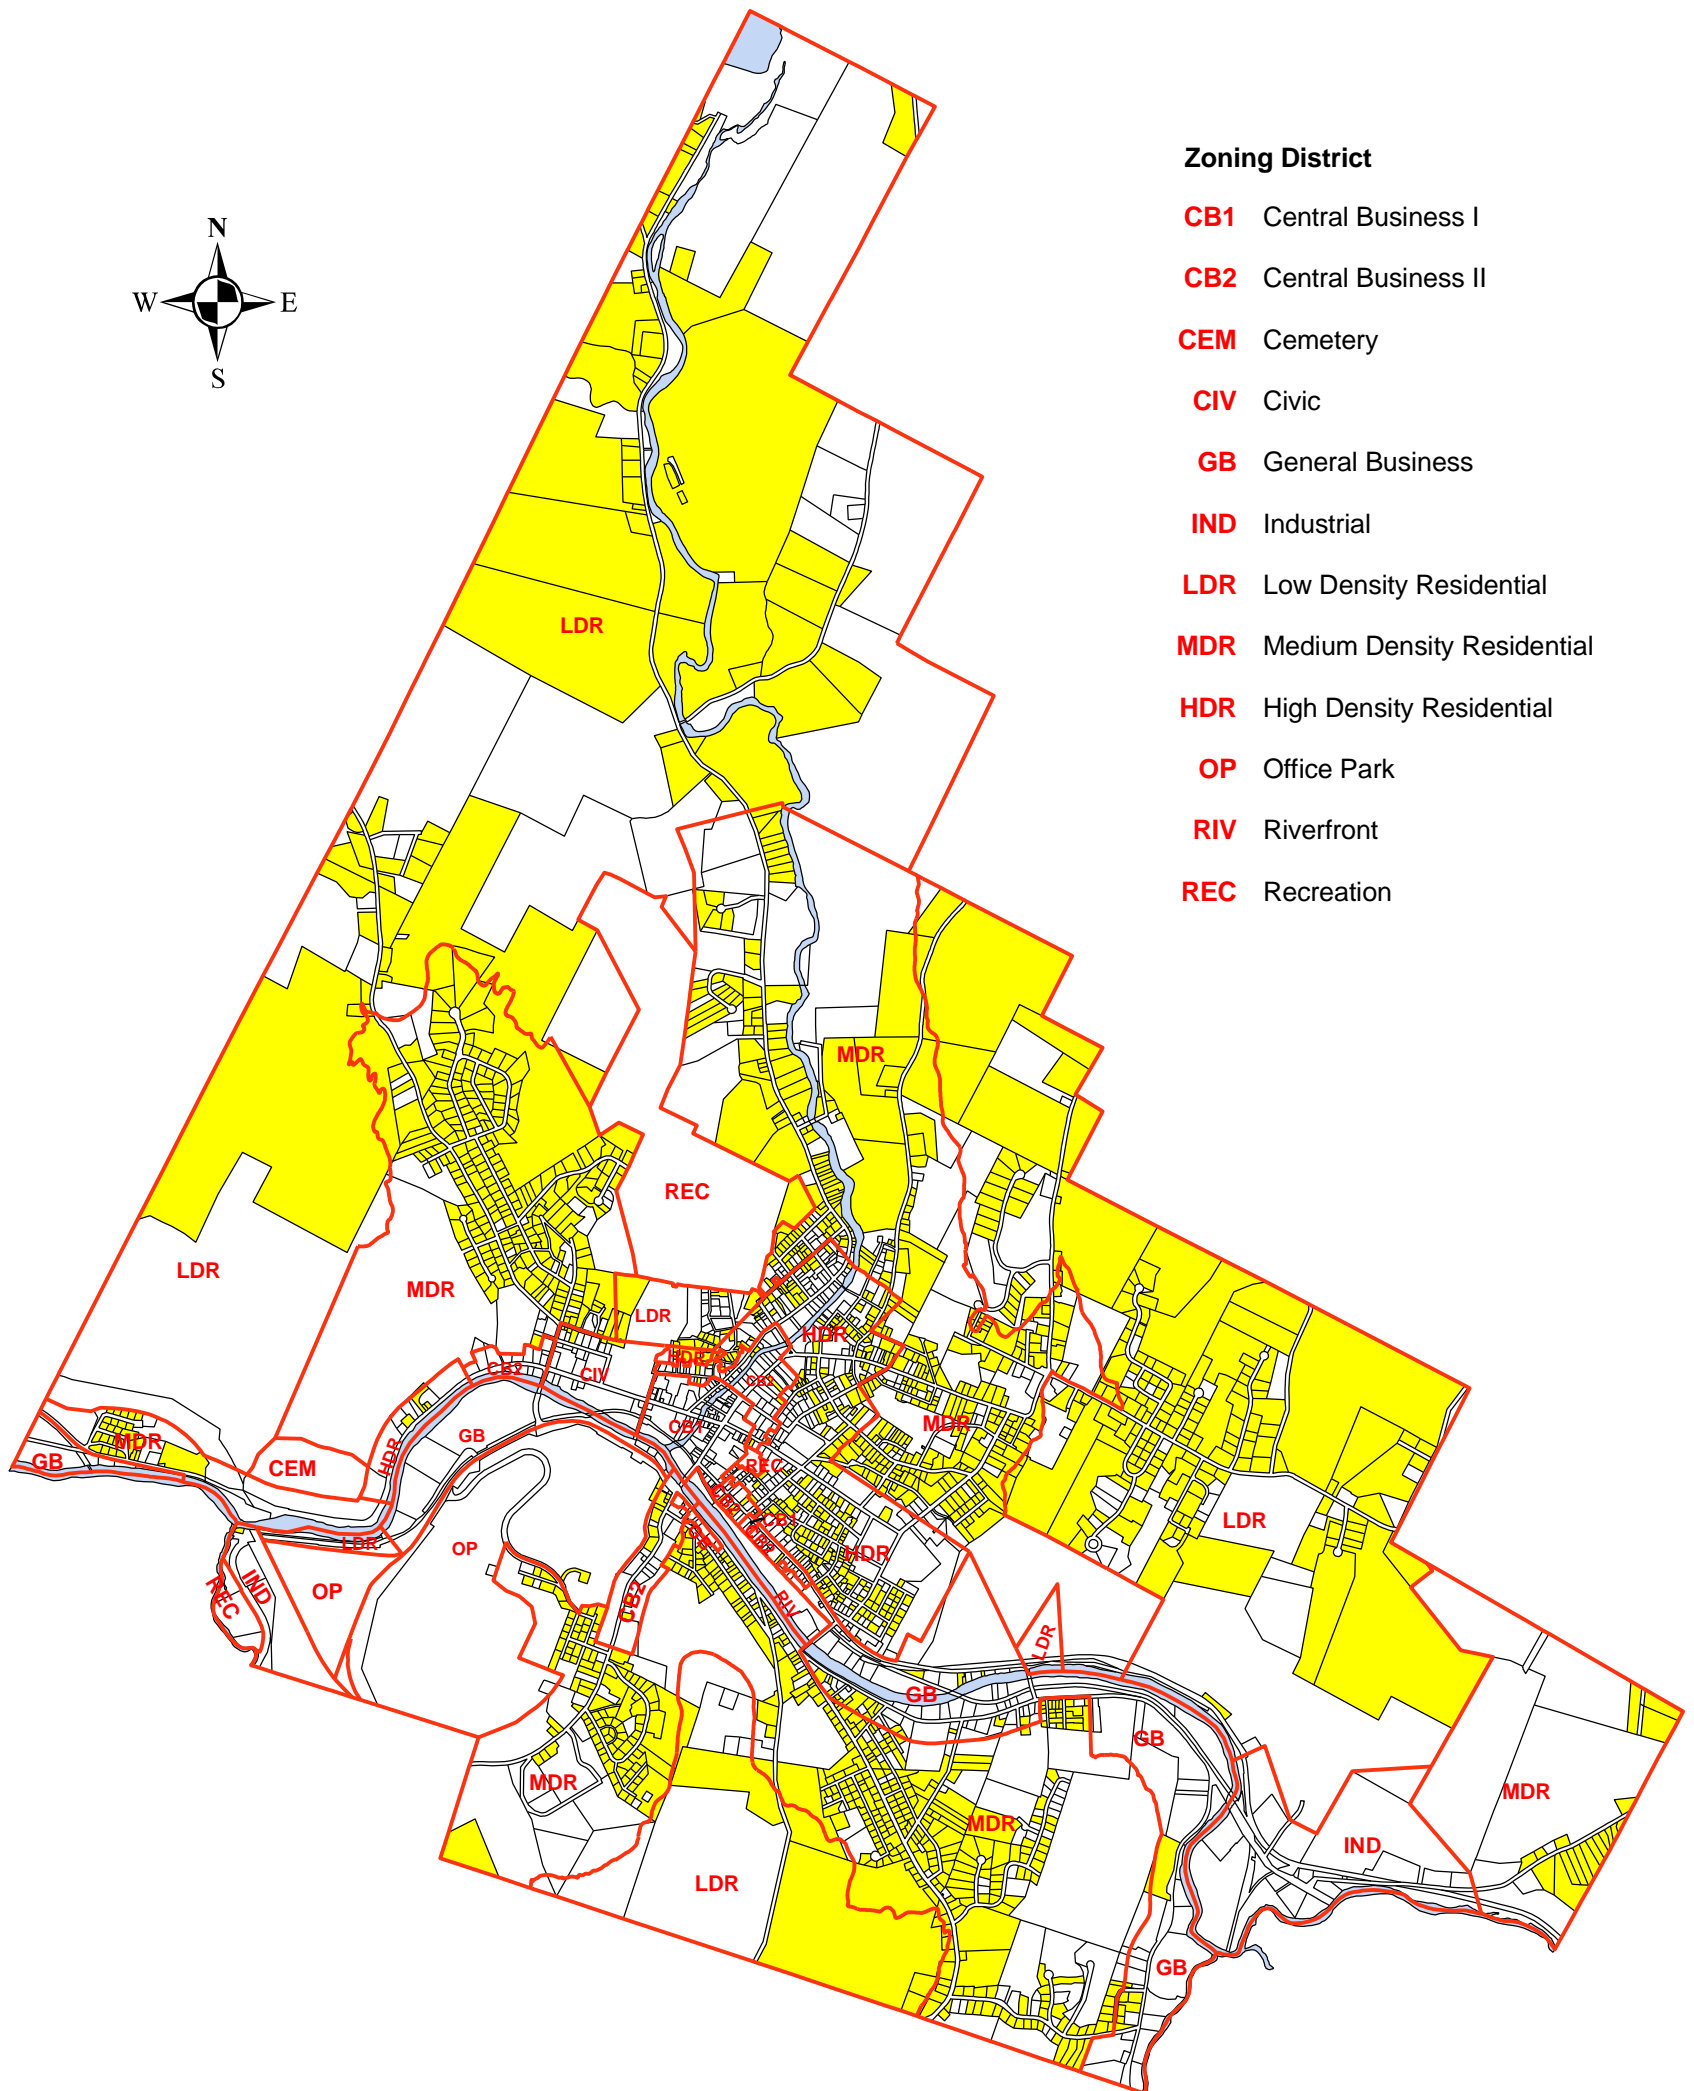 N
W E
S
Zoning District
CB1 Central Business I
CB2 Central Business II
CEM Cemetery
CIV Civic
GB General Business
IND Industrial
LDR Low Density Residential
MDR Medium Density Residential
HDR High Density Residential
OP Office Park
RIV Riverfront
REC Recreation
LDR
MDR
REC
LDR
MDR
LDR
HDR
HDR
CB2
CIV
CB2
CB1
MDR
GB
MDR
GB
CEM
HDR
REC
CB2
CB1
LDR
HDR
LDR
OP
IND
REC
OP
CB2
RIV
LDR
GB
GB
MDR
MDR
MDR
IND
LDR
GB